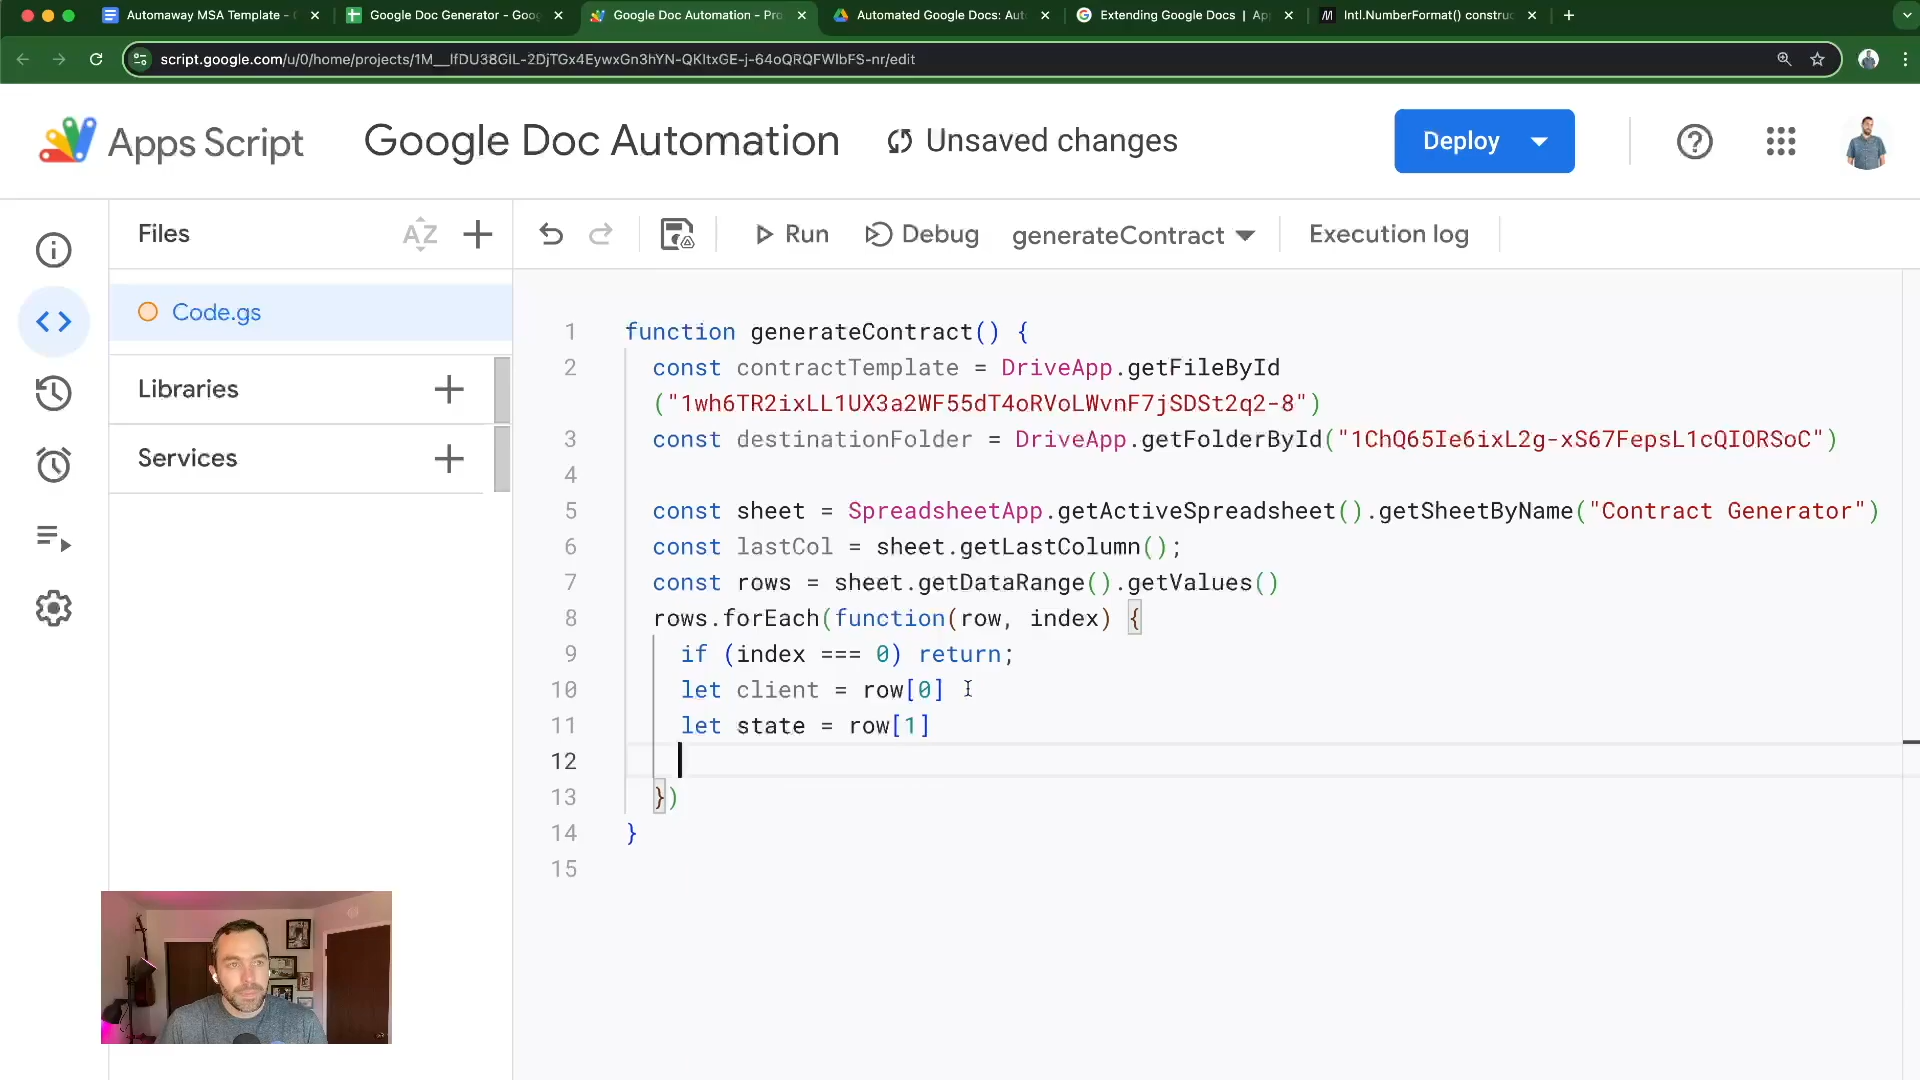 Automaway MSA Template -
Google Doc Generator - Goo
Google Doc Automation - Pro
Automated Google Docs: Aut
Extending Google Docs | Ap
Intl.NumberFormat() construc
script.google.com/u/0/home/projects/1M__IfDU38GIL-2DjTGx4EywxGn3hYN-QKItxGE-j-64oQRQFWIbFS-nr/edit
Apps Script
Google Doc Automation
Unsaved changes
Deploy
Files
AZ
Run
Debug
generateContract
Execution log
Code.gs
Libraries
Services
1 function generateContract() {
2 const contractTemplate = DriveApp.getFileById
("1wh6TR2ixLL1UX3a2WF55dT4oRVoLWvnF7jSDSt2q2-8")
3 const destinationFolder = DriveApp.getFolderById("1ChQ65Ie6ixL2g-xS67FepsL1cQIORSoC")
4
5 const sheet = SpreadsheetApp.getActiveSpreadsheet().getSheetByName("Contract Generator")
6 const lastCol = sheet.getLastColumn();
7 const rows = sheet.getDataRange().getValues()
8 rows.forEach(function(row, index) {
9 if (index === 0) return;
10 let client = row[0]
11 let state = row[1]
12
13 })
14 }
15